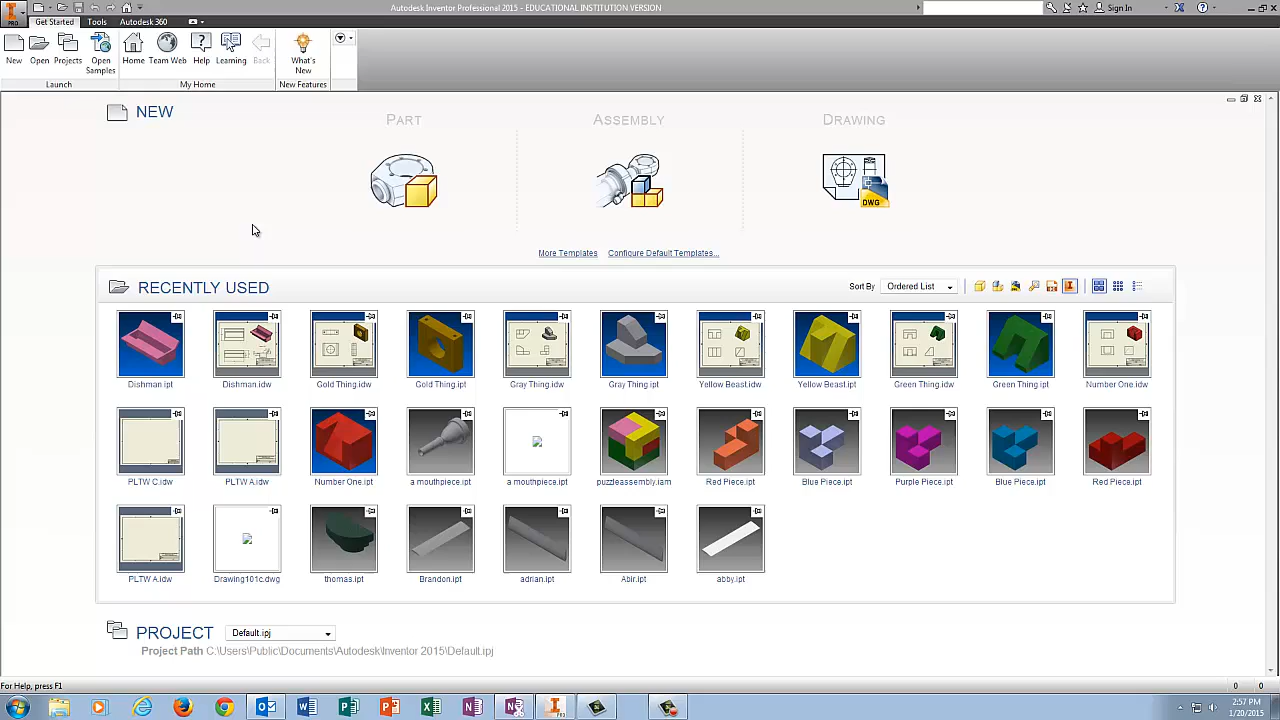 Autodesk Inventor Professional 2015 - EDUCATIONAL INSTITUTION VERSION
Sign In
PRO
Get Started Tools Autodesk 360
New Open Projects Open Samples Home Team Web Help Learning Back What's New
Launch My Home New Features
NEW
PART ASSEMBLY DRAWING
DWG
More Templates Configure Default Templates...
RECENTLY USED
Sort By Ordered List
Dishman.ipt Dishman.idw Gold Thing.idw Gold Thing.ipt Gray Thing.idw Gray Thing.ipt Yellow Beast.idw Yellow Beast.ipt Green Thing.idw Green Thing.ipt Number One.idw
PLTW C.idw PLTW A.idw Number One.ipt a mouthpiece.ipt a mouthpiece.ipt puzzleassembly.iam Red Piece.ipt Blue Piece.ipt Purple Piece.ipt Blue Piece.ipt Red Piece.ipt
PLTW A.idw Drawing101c.dwg thomas.ipt Brandon.ipt adrian.ipt Abir.ipt abby.ipt
PROJECT Default.ipj
Project Path C:\Users\Public\Documents\Autodesk\Inventor 2015\Default.ipj
For Help, press F1
0 0
2:57 PM
1/20/2015